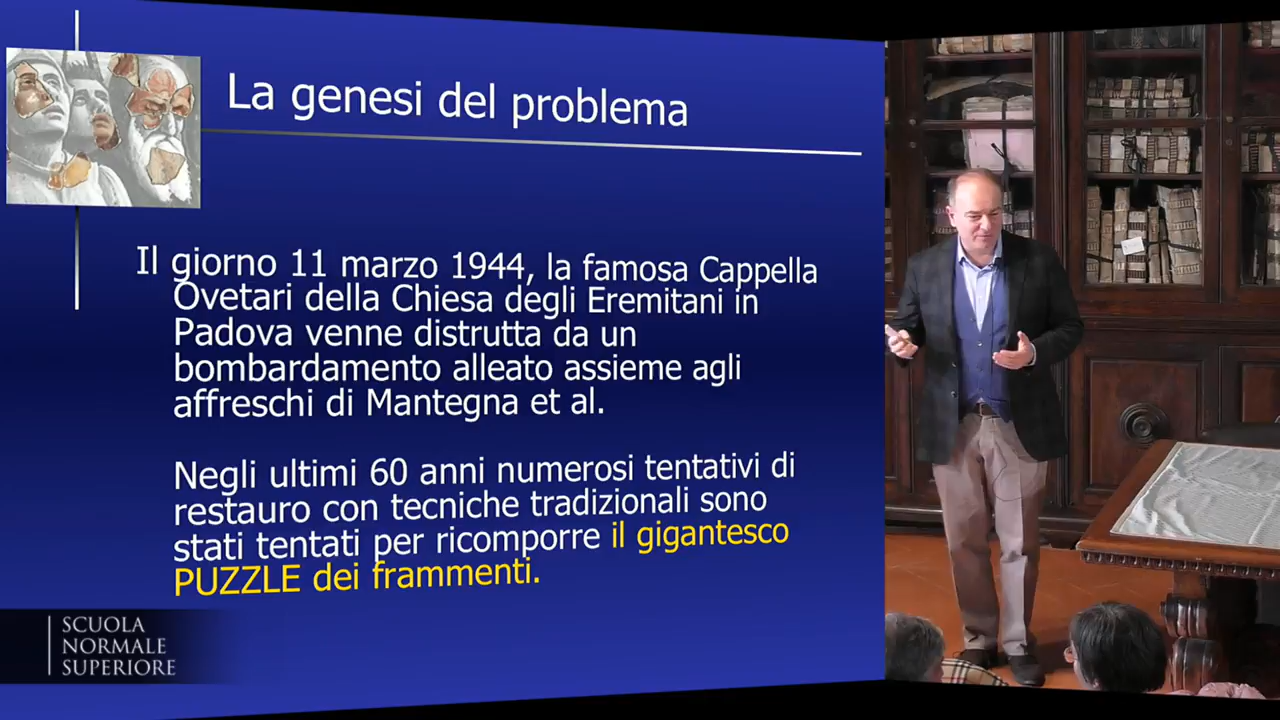 La genesi del problema
Il giorno 11 marzo 1944, la famosa Cappella
Ovetari della Chiesa degli Eremitani in
Padova venne distrutta da un
bombardamento alleato assieme agli
affreschi di Mantegna et al.
Negli ultimi 60 anni numerosi tentativi di
restauro con tecniche tradizionali sono
stati tentati per ricomporre il gigantesco
PUZZLE dei frammenti.
SCUOLA
NORMALE
SUPERIORE